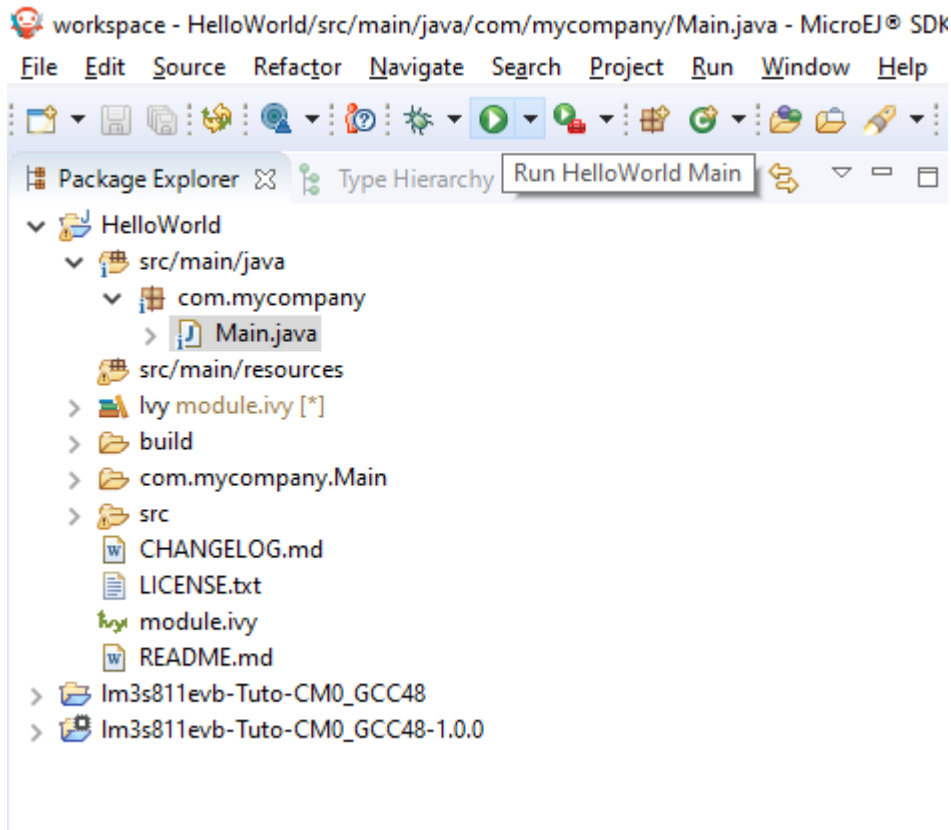 workspace - HelloWorld/src/main/java/com/mycompany/Main.java - MicroEJ® SDK
File Edit Source Refactor Navigate Search Project Run Window Help
Package Explorer Type Hierarchy Run HelloWorld Main
HelloWorld
src/main/java
com.mycompany
Main.java
src/main/resources
Ivy module.ivy [*]
build
com.mycompany.Main
src
CHANGELOG.md
LICENSE.txt
module.ivy
README.md
lm3s811evb-Tuto-CM0_GCC48
lm3s811evb-Tuto-CM0_GCC48-1.0.0